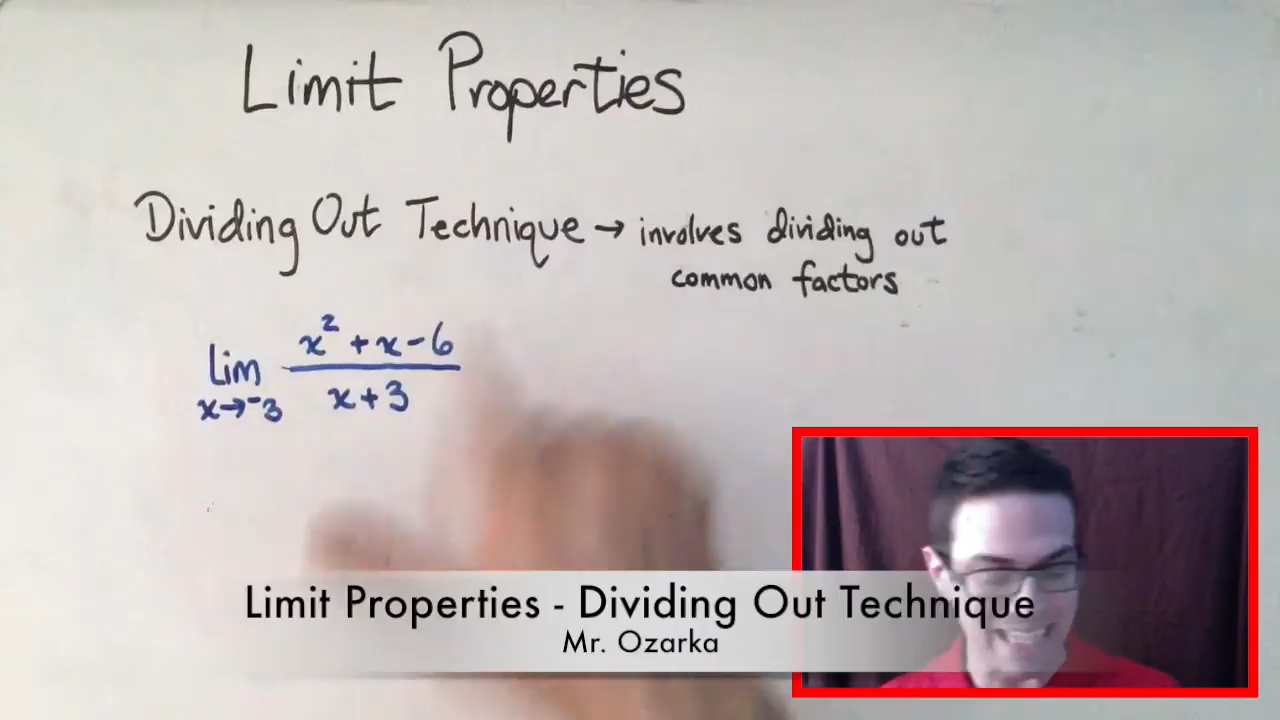 Limit Properties
Dividing Out Technique → involves dividing out
common factors
lim x→⁻3 (x² + x - 6)/(x + 3)
Limit Properties - Dividing Out Technique
Mr. Ozarka